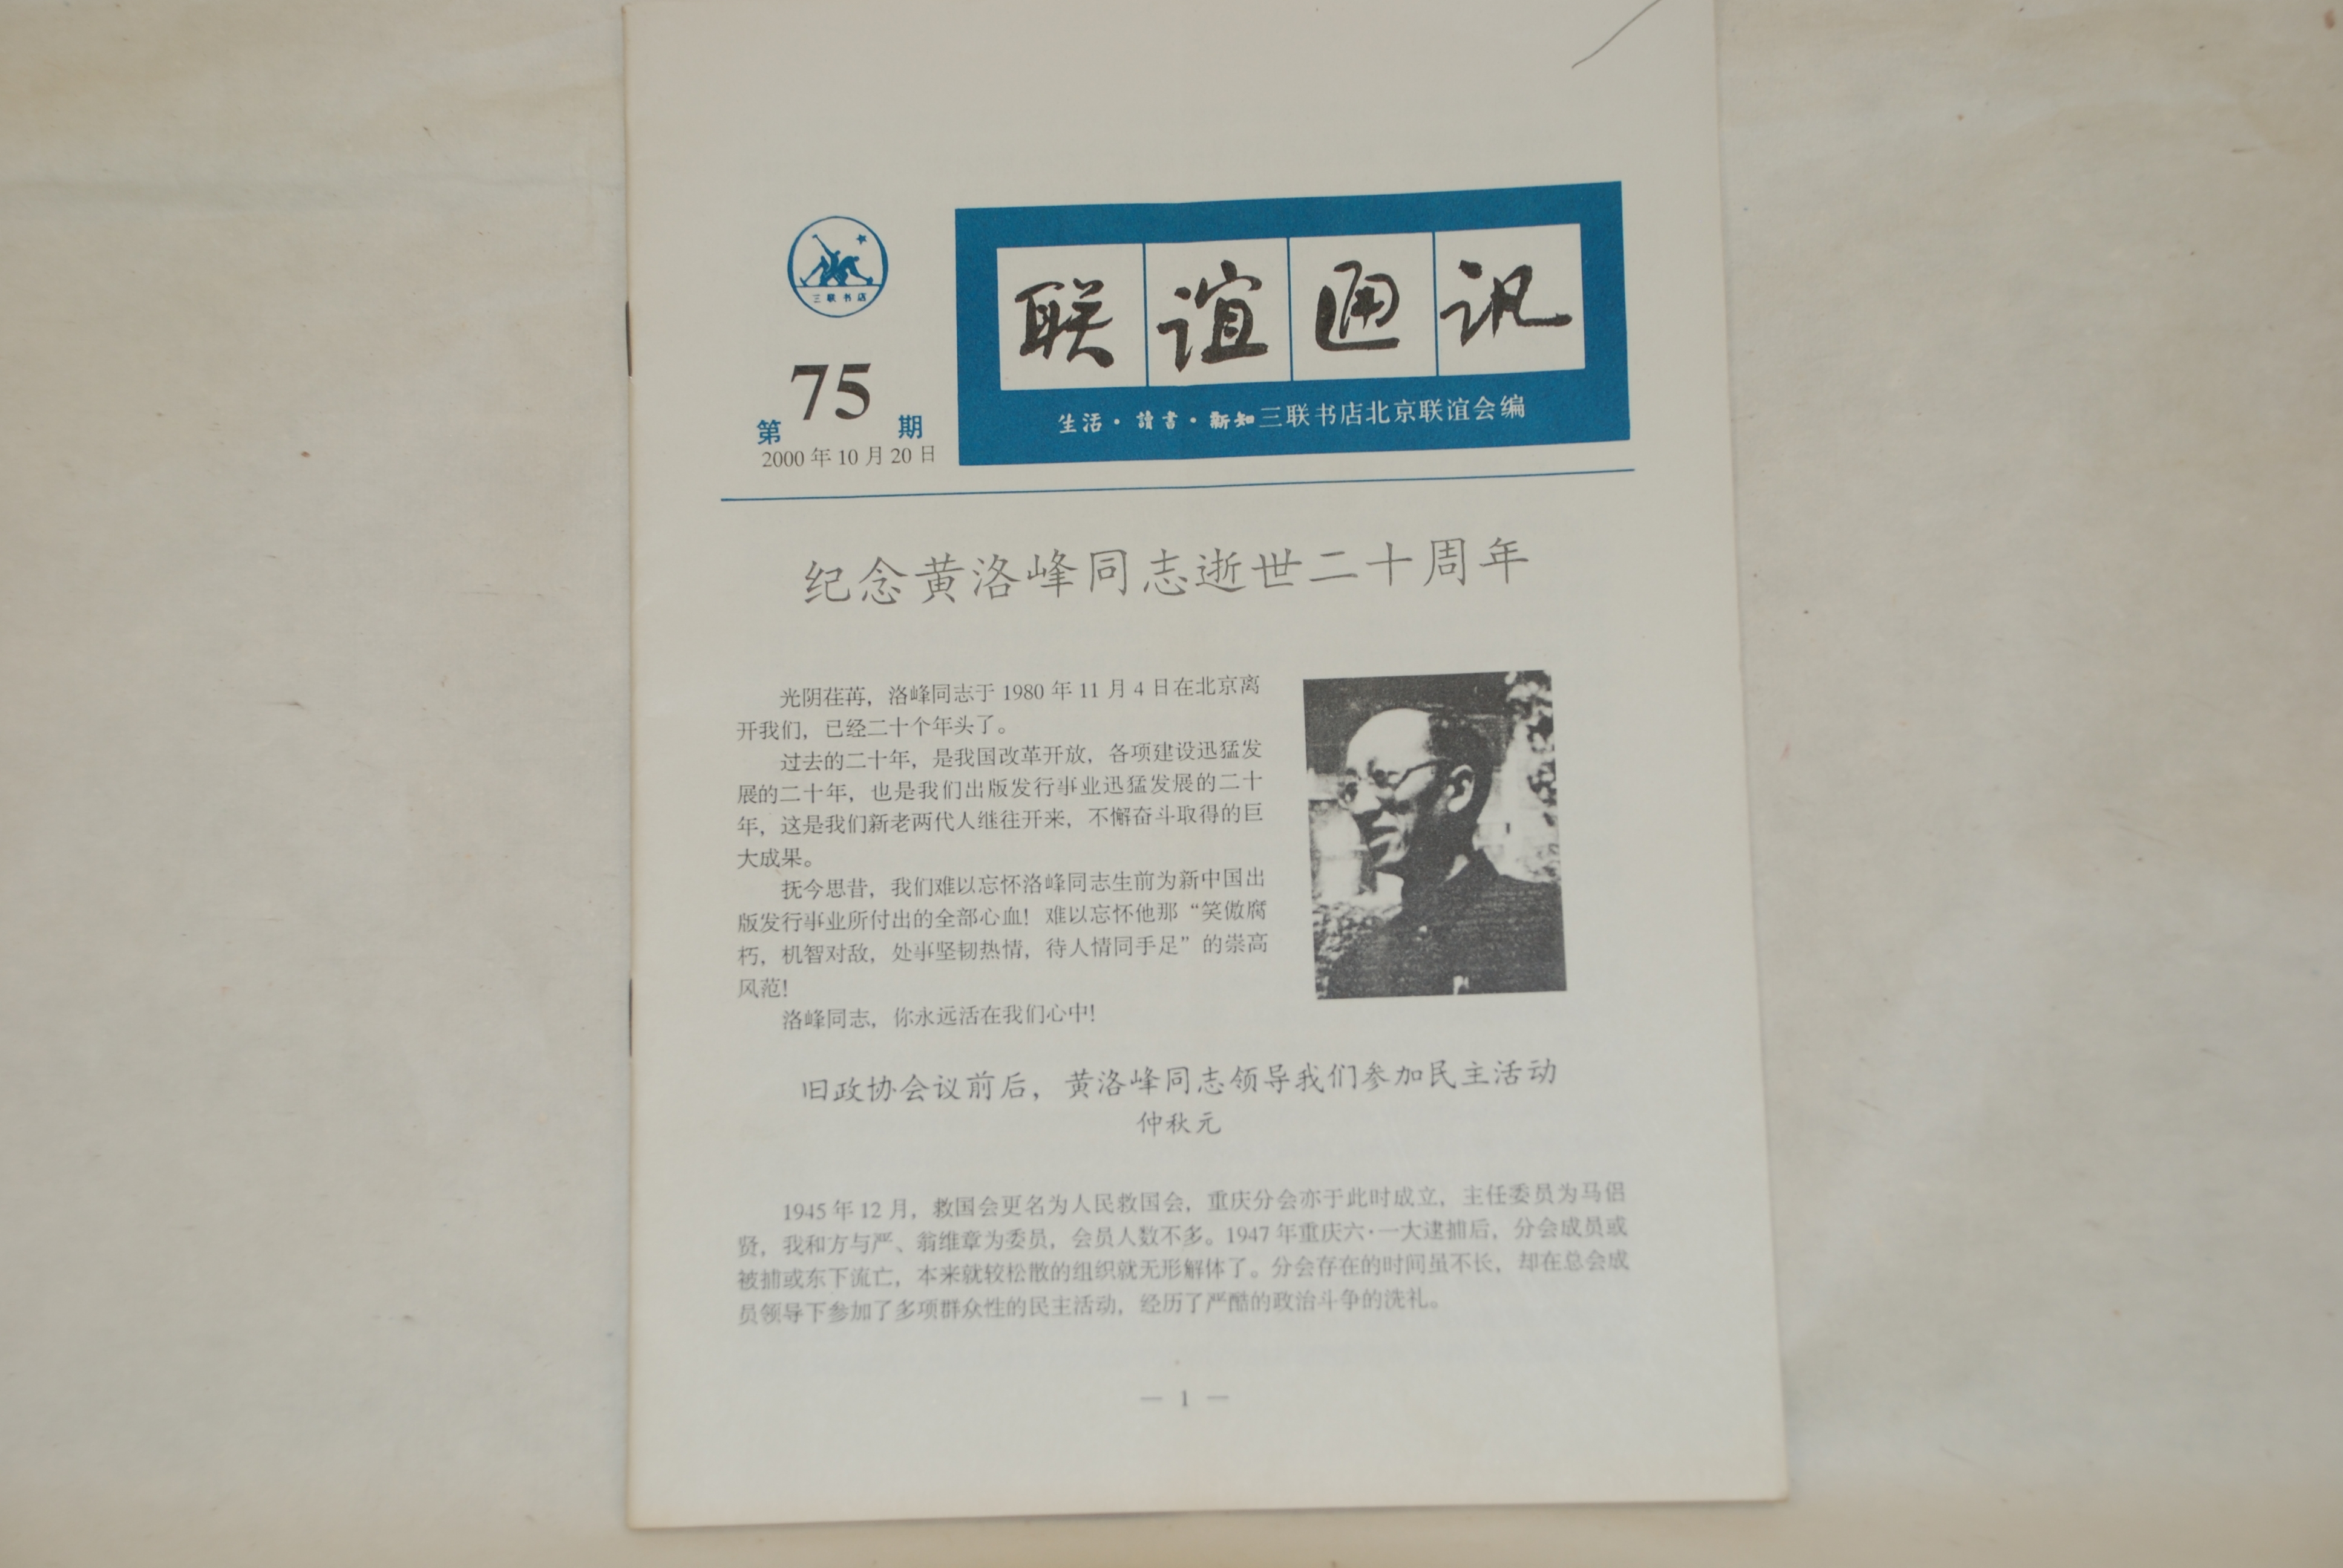 三联书店
第75期
2000年10月20日
联谊通讯
生活·讀書·新知三联书店北京联谊会编
纪念黄洛峰同志逝世二十周年
光阴荏苒，洛峰同志于1980年11月4日在北京离
开我们，已经二十个年头了。
过去的二十年，是我国改革开放，各项建设迅猛发
展的二十年，也是我们出版发行事业迅猛发展的二十
年，这是我们新老两代人继往开来，不懈奋斗取得的巨
大成果。
抚今思昔，我们难以忘怀洛峰同志生前为新中国出
版发行事业所付出的全部心血！难以忘怀他那“笑傲腐
朽，机智对敌，处事坚韧热情，待人情同手足”的崇高
风范！
洛峰同志，你永远活在我们心中！
旧政协会议前后，黄洛峰同志领导我们参加民主活动
仲秋元
1945年12月，救国会更名为人民救国会，重庆分会亦于此时成立，主任委员为马侣
贤，我和方与严、翁维章为委员，会员人数不多。1947年重庆六·一大逮捕后，分会成员或
被捕或东下流亡，本来就较松散的组织就无形解体了。分会存在的时间虽不长，却在总会成
员领导下参加了多项群众性的民主活动，经历了严酷的政治斗争的洗礼。
— 1 —